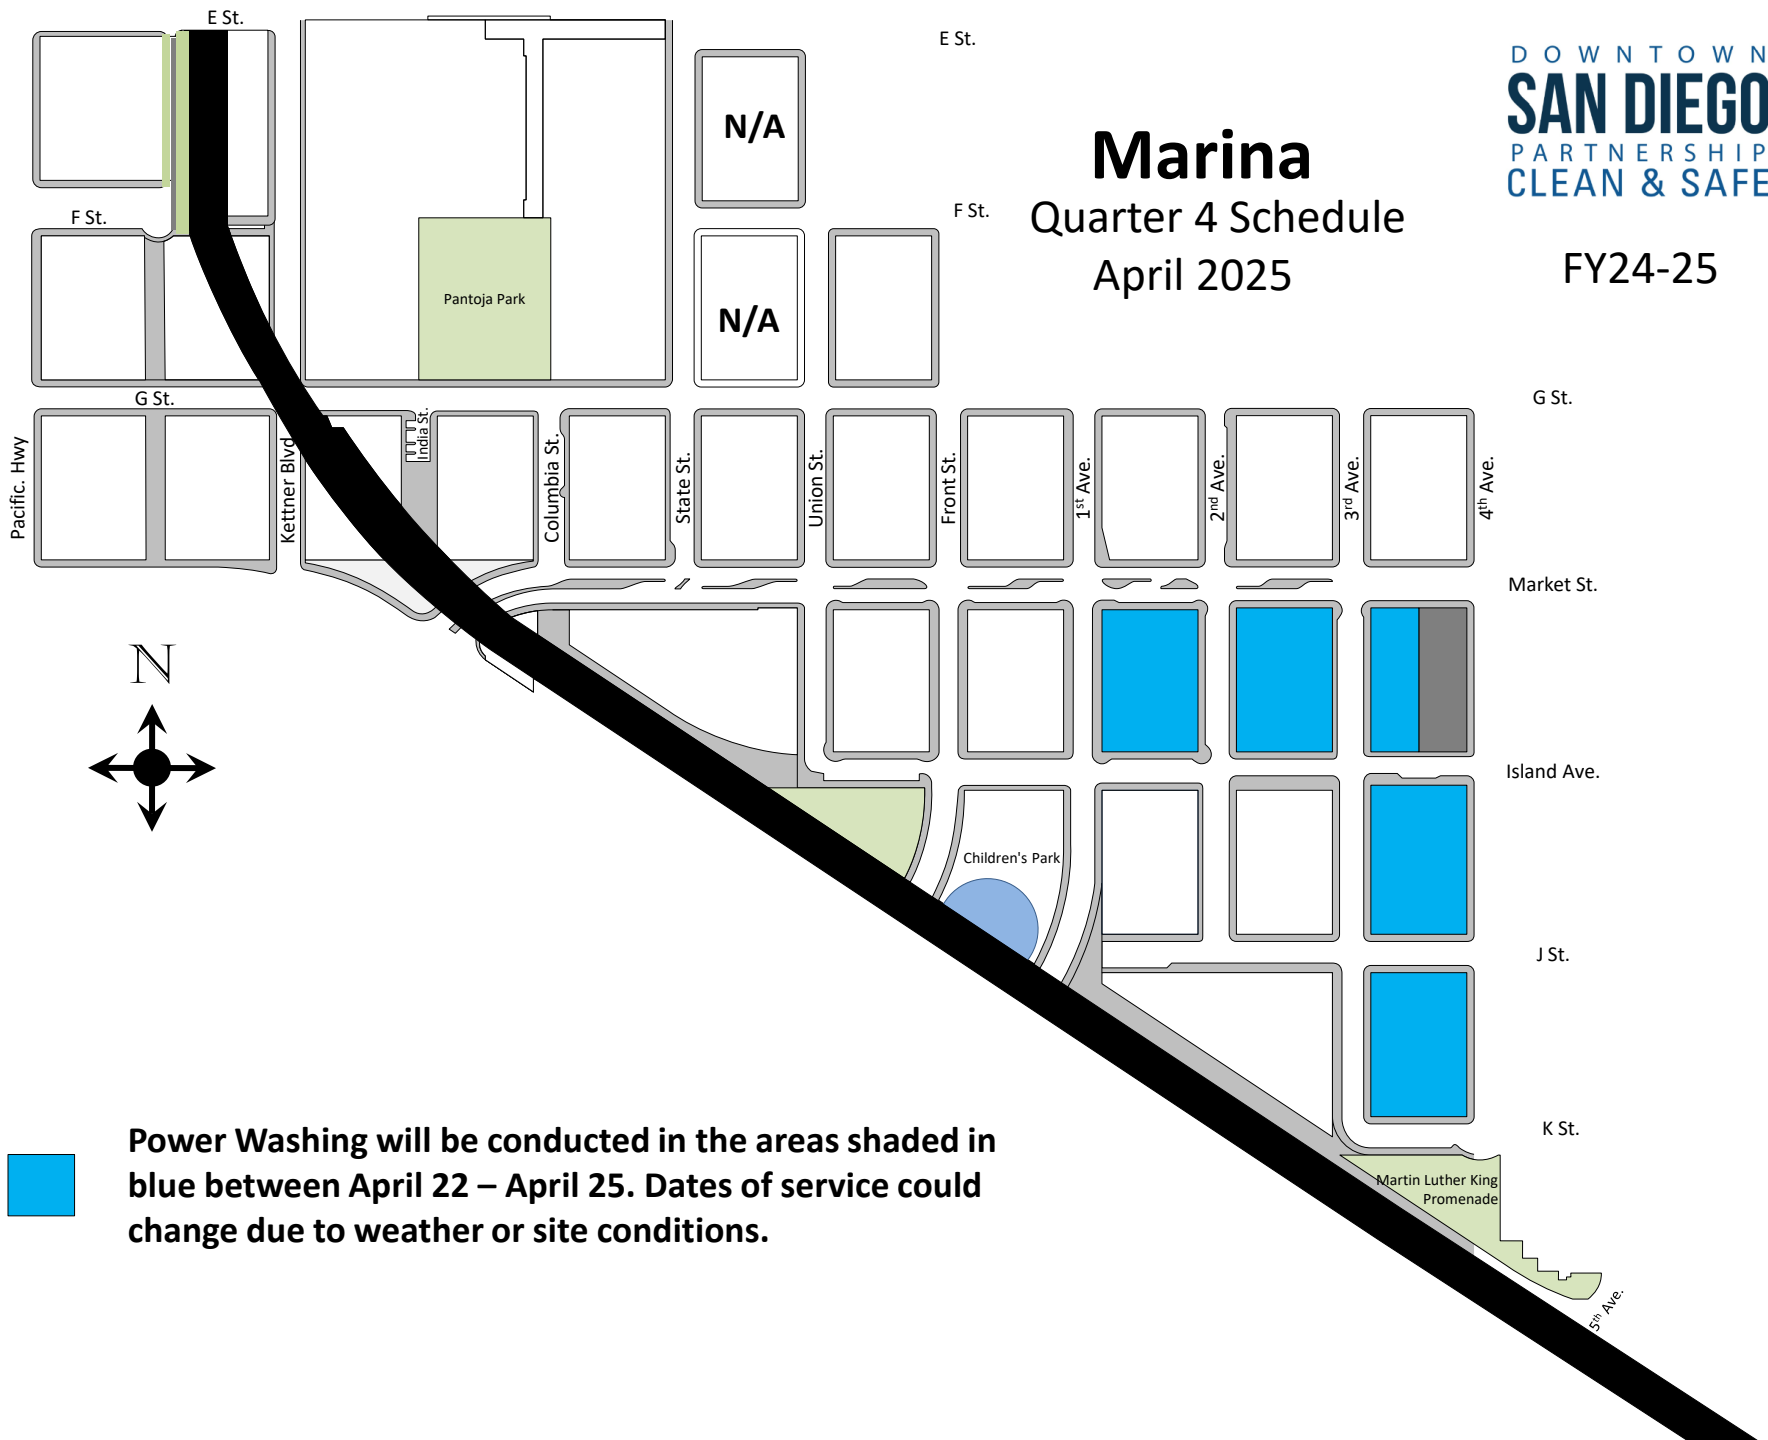 E St.
E St.
DOWNTOWN
SAN DIEGO
PARTNERSHIP
CLEAN & SAFE
N/A
Marina
Quarter 4 Schedule
April 2025
FY24-25
F St.
F St.
Pantoja Park
N/A
G St.
G St.
Pacific. Hwy
Kettner Blvd
India St.
Columbia St.
State St.
Union St.
Front St.
1st Ave.
2nd Ave.
3rd Ave.
4th Ave.
Market St.
N
Island Ave.
Children's Park
J St.
K St.
Power Washing will be conducted in the areas shaded in
blue between April 22 – April 25. Dates of service could
change due to weather or site conditions.
Martin Luther King
Promenade
5th Ave.